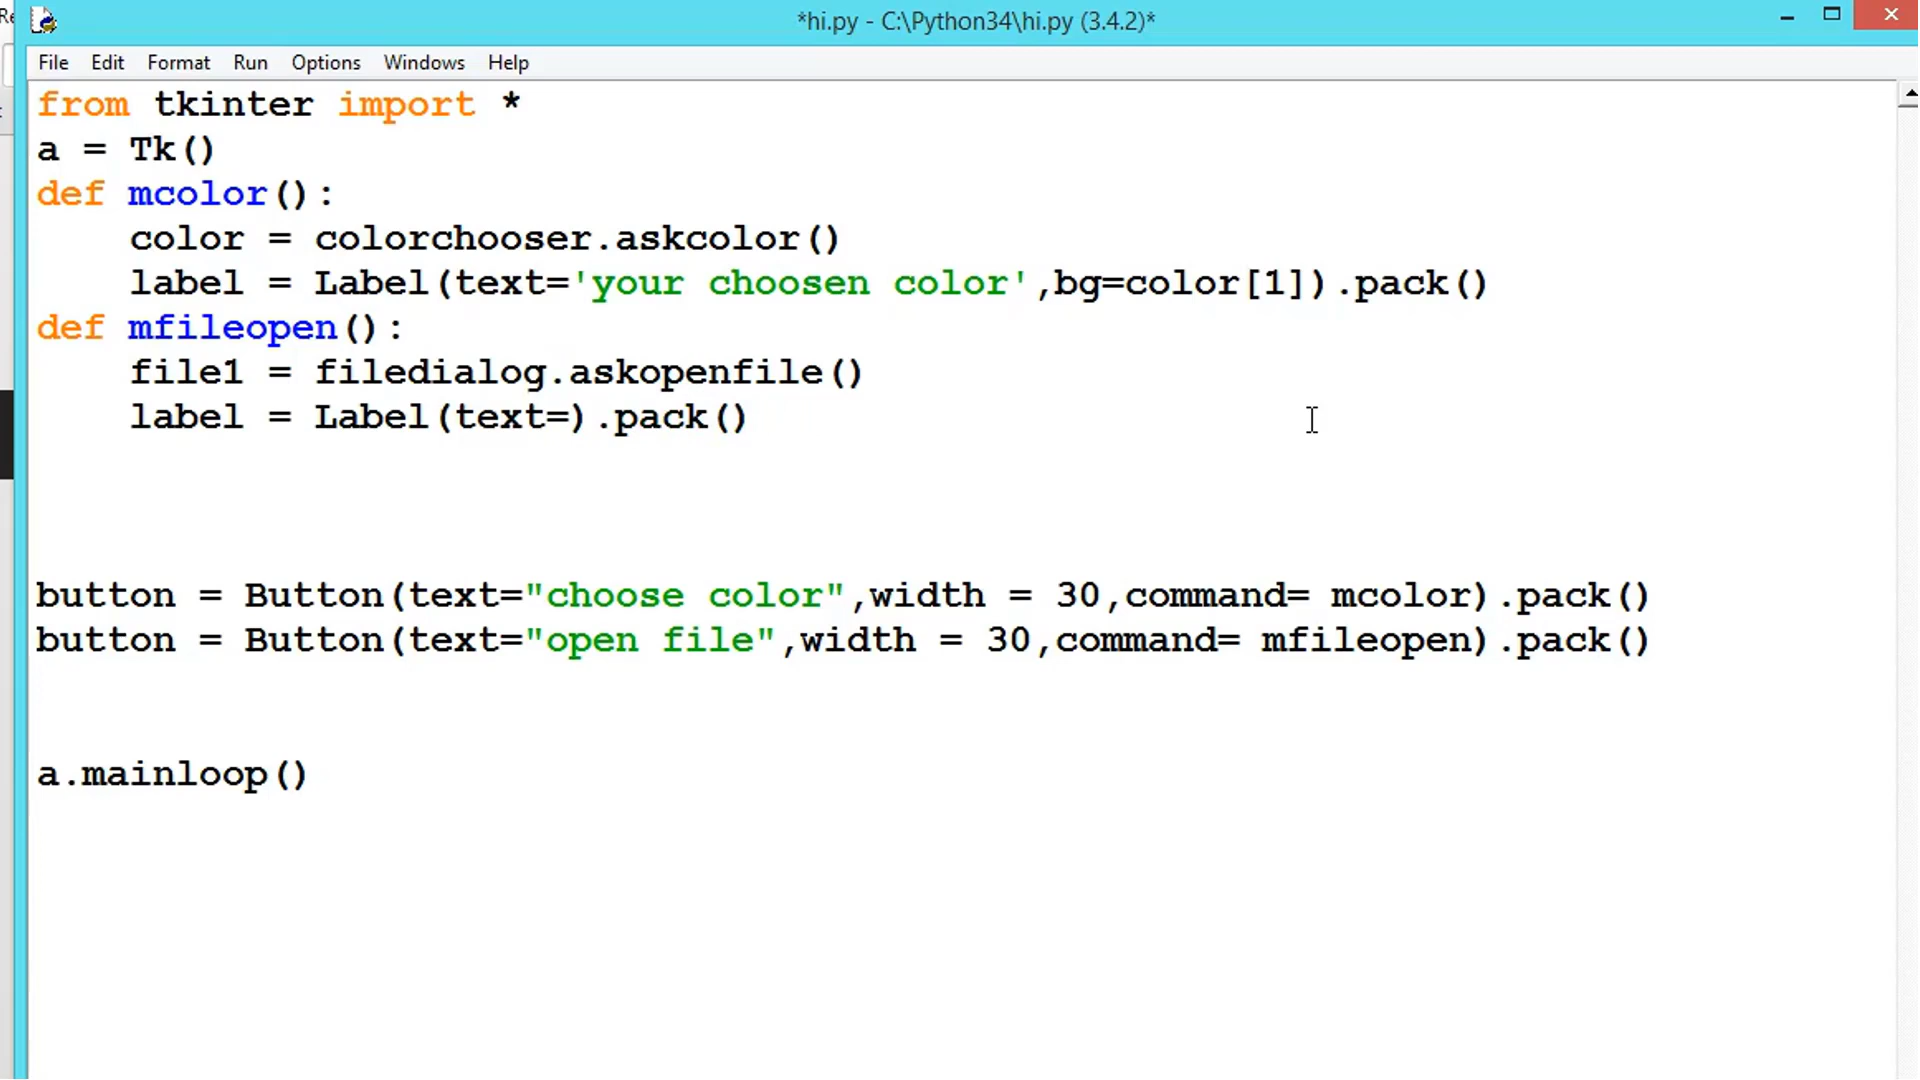 *hi.py - C:\Python34\hi.py (3.4.2)*
File Edit Format Run Options Windows Help
from tkinter import *
a = Tk()
def mcolor():
    color = colorchooser.askcolor()
    label = Label(text='your choosen color',bg=color[1]).pack()
def mfileopen():
    file1 = filedialog.askopenfile()
    label = Label(text=).pack()
button = Button(text="choose color",width = 30,command= mcolor).pack()
button = Button(text="open file",width = 30,command= mfileopen).pack()
a.mainloop()